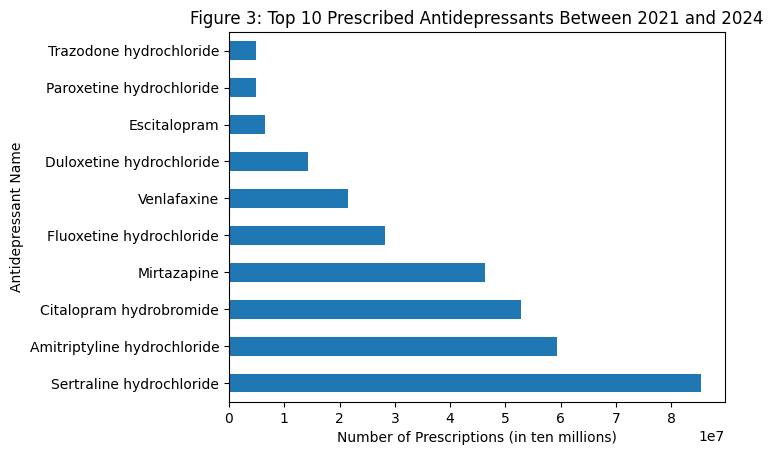 Figure 3: Top 10 Prescribed Antidepressants Between 2021 and 2024
Antidepressant Name
Trazodone hydrochloride
Paroxetine hydrochloride
Escitalopram
Duloxetine hydrochloride
Venlafaxine
Fluoxetine hydrochloride
Mirtazapine
Citalopram hydrobromide
Amitriptyline hydrochloride
Sertraline hydrochloride
0 1 2 3 4 5 6 7 8
1e7
Number of Prescriptions (in ten millions)